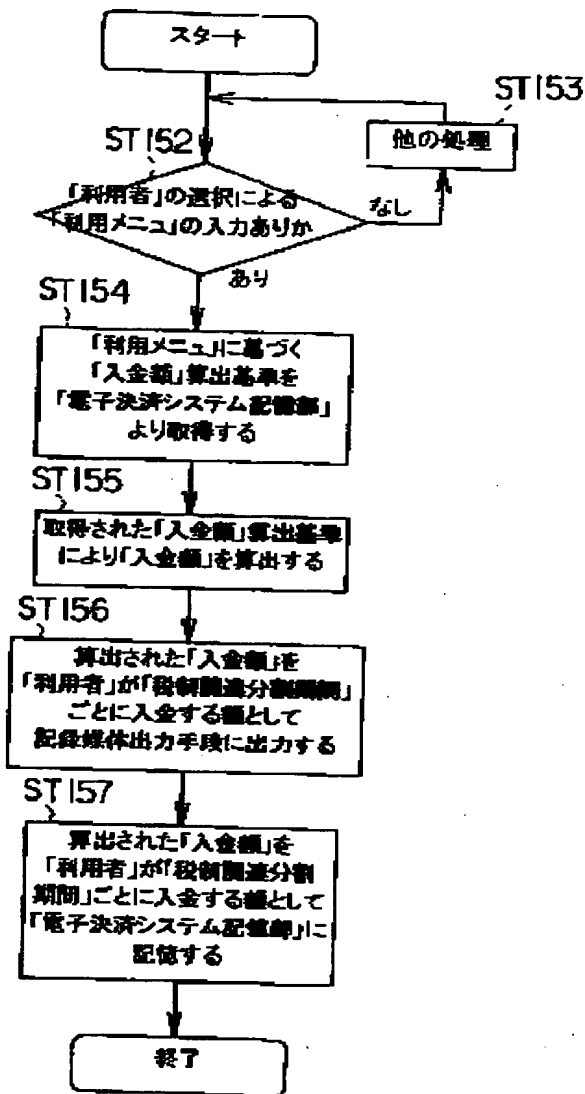 スタート
ST153
他の処理
ST152
「利用者」の選択による
「利用メニュー」の入力ありか
なし
あり
ST154
「利用メニュー」に基づく
「入金額」算出基準を
「電子決済システム記憶部」
より取得する
ST155
取得された「入金額」算出基準
により「入金額」を算出する
ST156
算出された「入金額」を
「利用者」が「税制関連分割期間」
ごとに入金する額として
記録媒体出力手段に出力する
ST157
算出された「入金額」を
「利用者」が「税制関連分割
期間」ごとに入金する額として
「電子決済システム記憶部」に
記憶する
終了